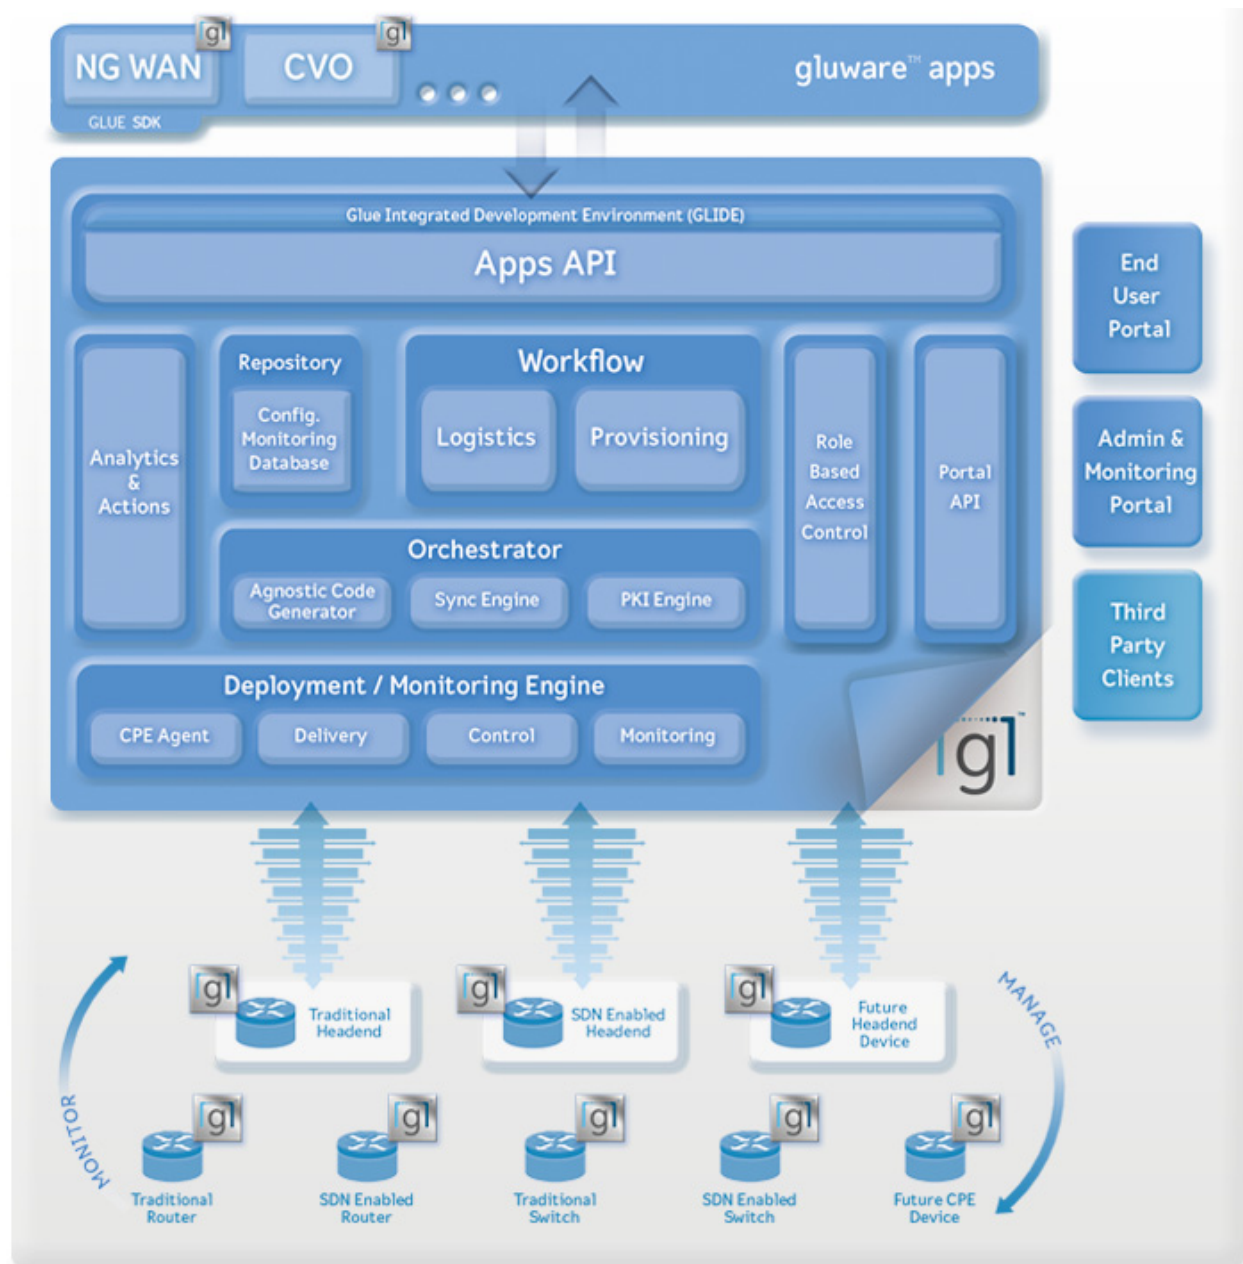 NG WAN
gl
CVO
gl
gluware™ apps
GLUE SDK
Glue Integrated Development Environment (GLIDE)
Apps API
Analytics
&
Actions
Repository
Config.
Monitoring
Database
Workflow
Logistics
Provisioning
Orchestrator
Agnostic Code
Generator
Sync Engine
PKI Engine
Role
Based
Access
Control
Portal
API
Deployment / Monitoring Engine
CPE Agent
Delivery
Control
Monitoring
gl™
End
User
Portal
Admin &
Monitoring
Portal
Third
Party
Clients
MONITOR
MANAGE
gl
Traditional
Headend
gl
SDN Enabled
Headend
gl
Future
Headend
Device
gl
Traditional
Router
gl
SDN Enabled
Router
gl
Traditional
Switch
gl
SDN Enabled
Switch
gl
Future CPE
Device